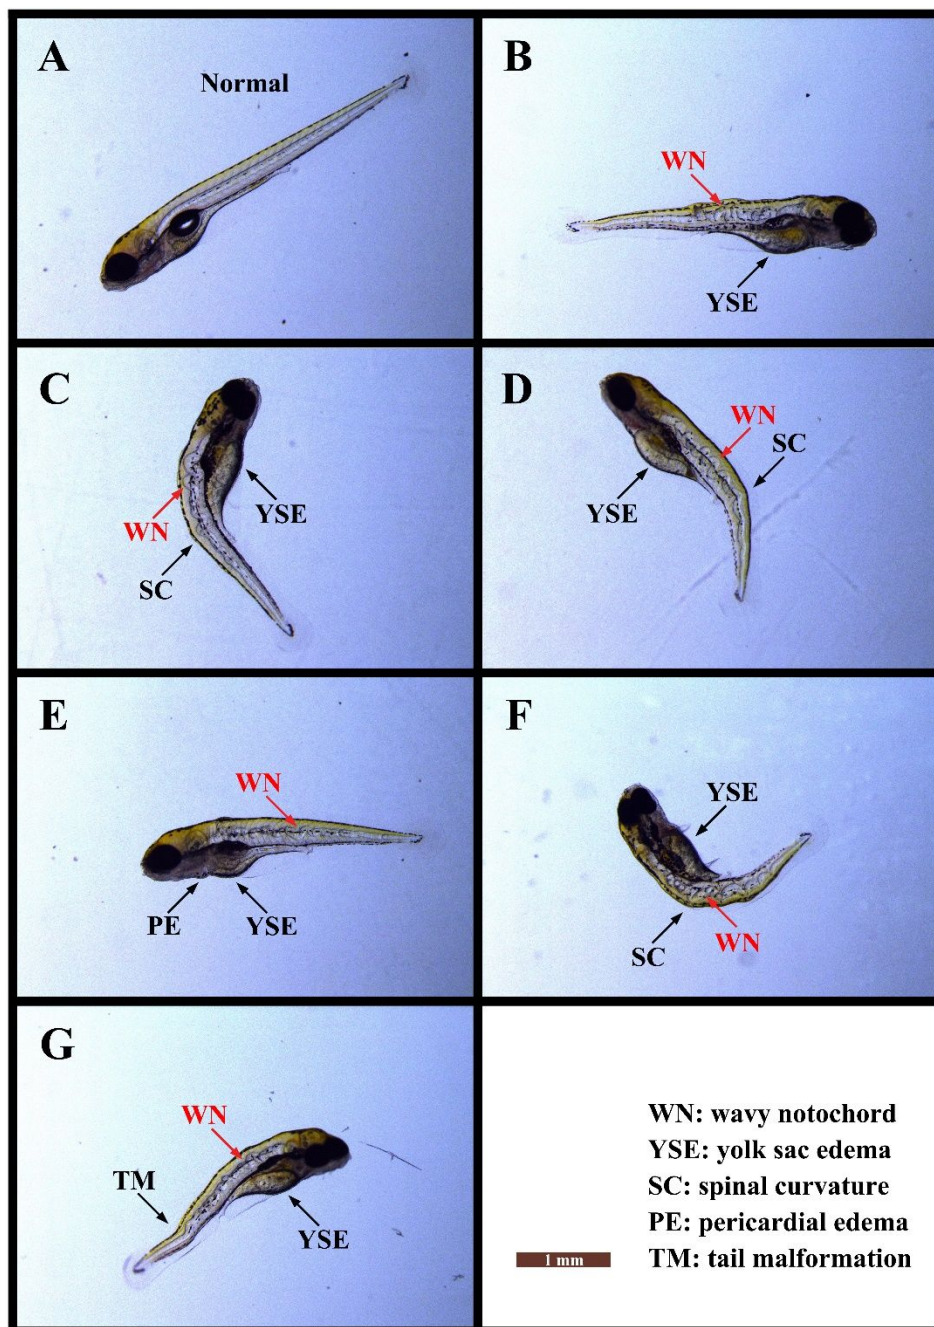 A
Normal
B
WN
YSE
C
WN
YSE
SC
D
WN
SC
YSE
E
WN
PE
YSE
F
YSE
SC
WN
G
WN
TM
YSE
WN: wavy notochord
YSE: yolk sac edema
SC: spinal curvature
PE: pericardial edema
TM: tail malformation
1 mm